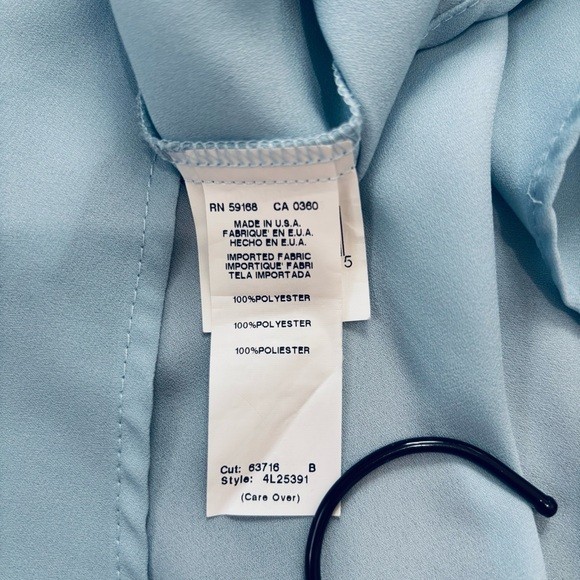 RN 59168 CA 0360
MADE IN U.S.A.
FABRIQUE' EN E.U.A.
HECHO EN E.U.A.
IMPORTED FABRIC
IMPORTIQUE' FABRI
TELA IMPORTADA
5
100%POLYESTER
100%POLYESTER
100%POLIESTER
Cut: 63716 B
Style: 4L25391
(Care Over)